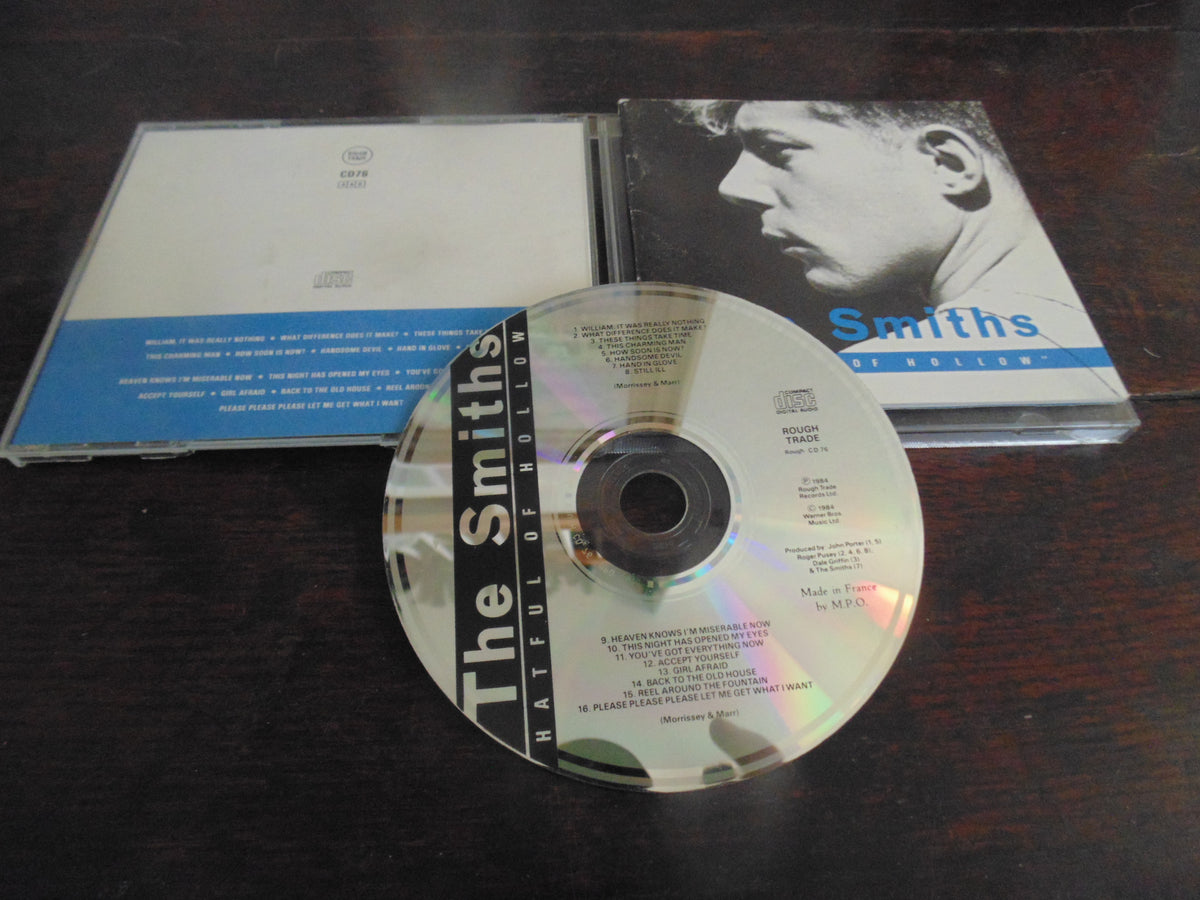 ROUGH
TRADE
CD76
COMPACT
disc
DIGITAL AUDIO
WILLIAM, IT WAS REALLY NOTHING • WHAT DIFFERENCE DOES IT MAKE? • THESE THINGS TAKE
THIS CHARMING MAN • HOW SOON IS NOW? • HANDSOME DEVIL • HAND IN GLOVE •
HEAVEN KNOWS I'M MISERABLE NOW • THIS NIGHT HAS OPENED MY EYES • YOU'VE GO
ACCEPT YOURSELF • GIRL AFRAID • BACK TO THE OLD HOUSE • REEL AROUN
PLEASE PLEASE PLEASE LET ME GET WHAT I WANT
Smiths
OF HOLLOW
The Smiths
HATFUL OF HOLLOW
1. WILLIAM, IT WAS REALLY NOTHING
2. WHAT DIFFERENCE DOES IT MAKE?
3. THESE THINGS TAKE TIME
4. THIS CHARMING MAN
5. HOW SOON IS NOW?
6. HANDSOME DEVIL
7. HAND IN GLOVE
8. STILL ILL
(Morrissey & Marr)
COMPACT
disc
DIGITAL AUDIO
ROUGH
TRADE
Rough CD 76
℗ 1984
Rough Trade
Records Ltd.
© 1984
Warner Bros.
Music Ltd
Produced by: John Porter (1, 5)
Roger Pusey (2, 4, 6, 8),
Dale Griffin (3)
& The Smiths (7)
Made in France
by M.P.O.
9. HEAVEN KNOWS I'M MISERABLE NOW
10. THIS NIGHT HAS OPENED MY EYES
11. YOU'VE GOT EVERYTHING NOW
12. ACCEPT YOURSELF
13. GIRL AFRAID
14. BACK TO THE OLD HOUSE
15. REEL AROUND THE FOUNTAIN
16. PLEASE PLEASE PLEASE LET ME GET WHAT I WANT
(Morrissey & Marr)